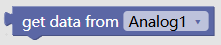 get data from Analog1